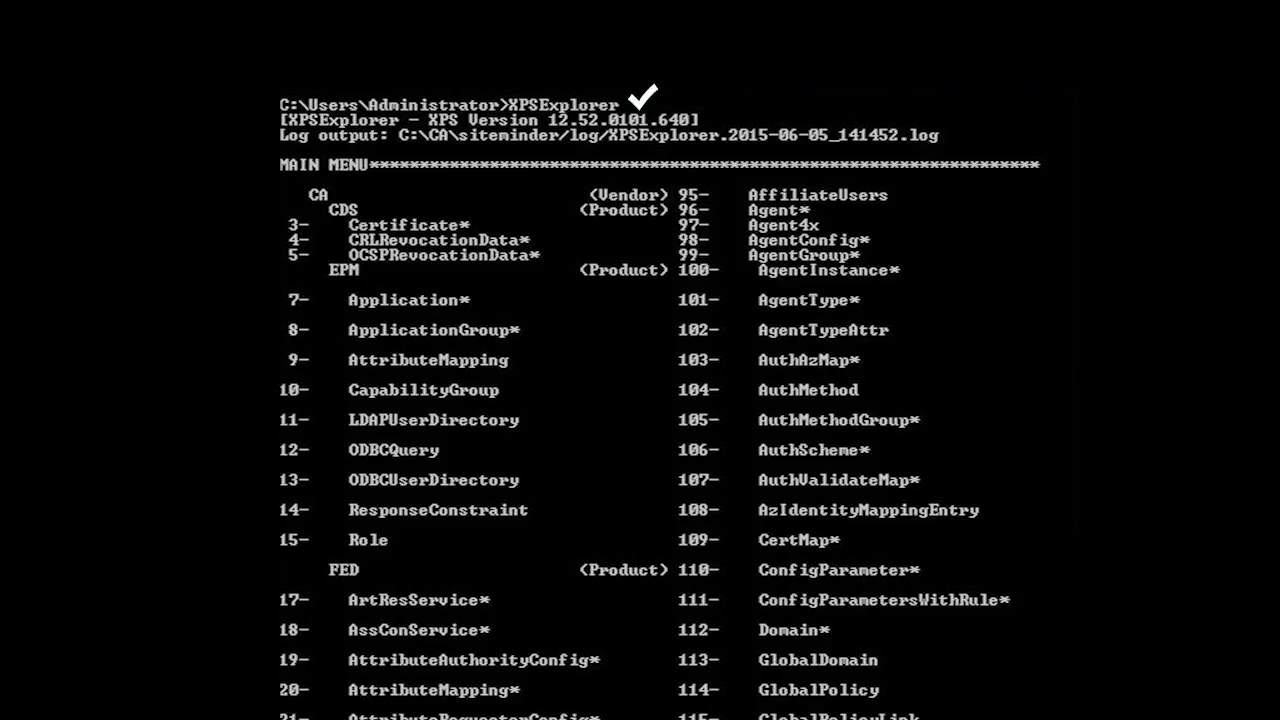 C:\Users\Administrator>XPSExplorer
[XPSExplorer - XPS Version 12.52.0101.640]
Log output: C:\CA\siteminder/log/XPSExplorer.2015-06-05_141452.log
MAIN MENU*******************************************************************
CA (Vendor) 95- AffiliateUsers
CDS (Product) 96- Agent*
3- Certificate* 97- Agent4x
4- CRLRevocationData* 98- AgentConfig*
5- OCSPRevocationData* 99- AgentGroup*
EPM (Product) 100- AgentInstance*
7- Application* 101- AgentType*
8- ApplicationGroup* 102- AgentTypeAttr
9- AttributeMapping 103- AuthAzMap*
10- CapabilityGroup 104- AuthMethod
11- LDAPUserDirectory 105- AuthMethodGroup*
12- ODBCQuery 106- AuthScheme*
13- ODBCUserDirectory 107- AuthValidateMap*
14- ResponseConstraint 108- AzIdentityMappingEntry
15- Role 109- CertMap*
FED (Product) 110- ConfigParameter*
17- ArtResService* 111- ConfigParametersWithRule*
18- AssConService* 112- Domain*
19- AttributeAuthorityConfig* 113- GlobalDomain
20- AttributeMapping* 114- GlobalPolicy
21- AttributeRequesterConfig* 115- GlobalPolicyLink